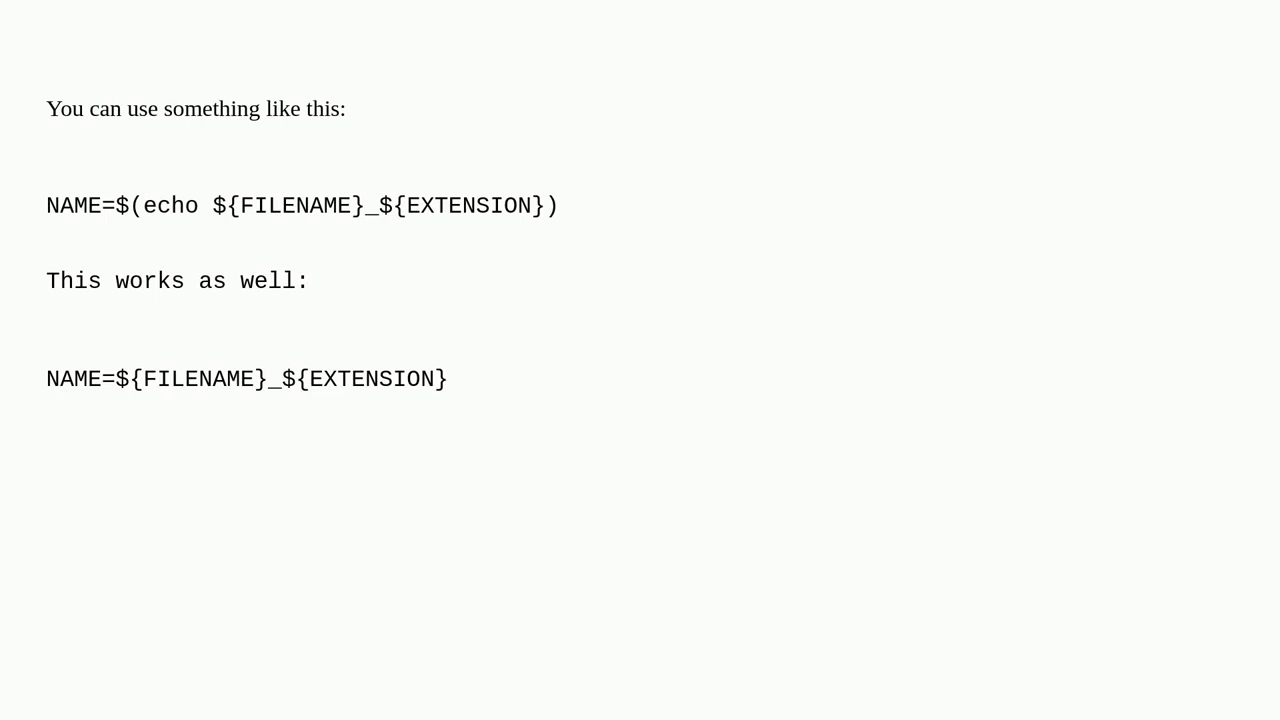 You can use something like this:
NAME=$(echo ${FILENAME}_${EXTENSION})
This works as well:
NAME=${FILENAME}_${EXTENSION}